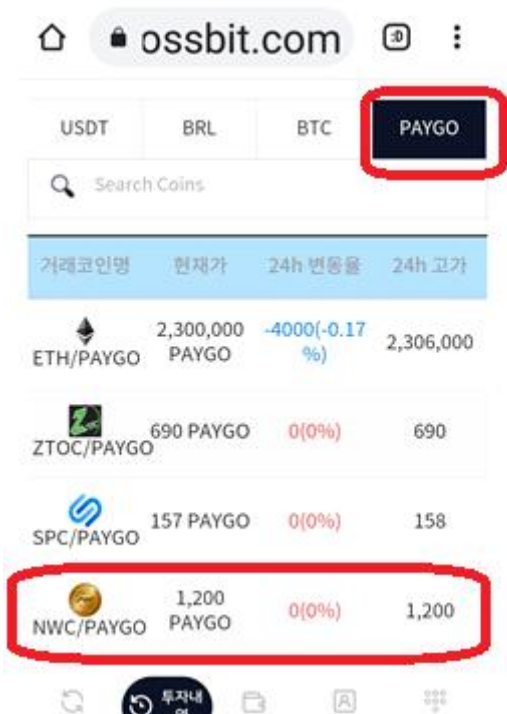 ossbit.com :D
USDT BRL BTC PAYGO
Search Coins
거래코인명 현재가 24h 변동율 24h 고가
ETH/PAYGO 2,300,000 PAYGO -4000(-0.17 %) 2,306,000
ZTOC/PAYGO 690 PAYGO 0(0%) 690
SPC/PAYGO 157 PAYGO 0(0%) 158
NWC/PAYGO 1,200 PAYGO 0(0%) 1,200
투자내